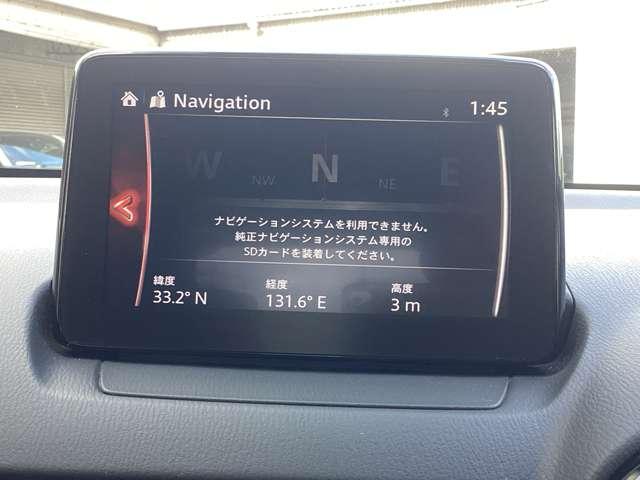 Navigation
1:45
W NW N NE E
ナビゲーションシステムを利用できません。
純正ナビゲーションシステム専用の
SDカードを装着してください。
緯度 経度 高度
33.2° N 131.6° E 3 m